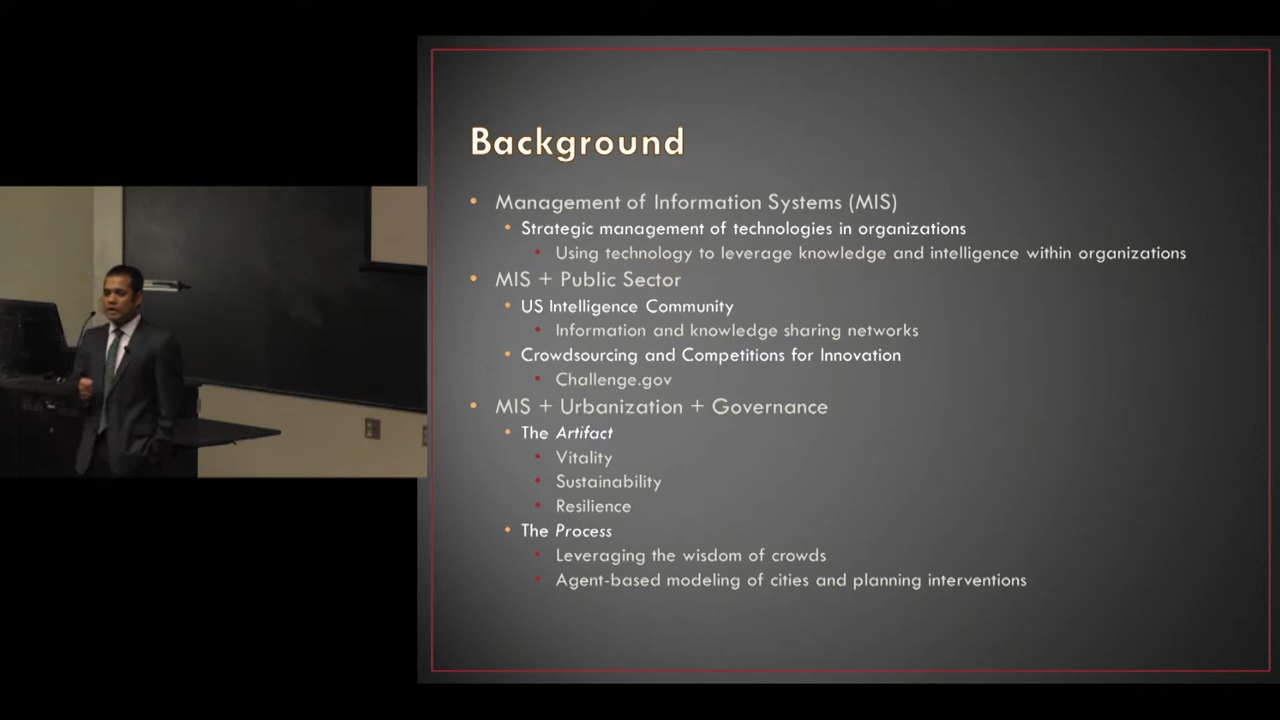 Background
Management of Information Systems (MIS)
Strategic management of technologies in organizations
Using technology to leverage knowledge and intelligence within organizations
MIS + Public Sector
US Intelligence Community
Information and knowledge sharing networks
Crowdsourcing and Competitions for Innovation
Challenge.gov
MIS + Urbanization + Governance
The Artifact
Vitality
Sustainability
Resilience
The Process
Leveraging the wisdom of crowds
Agent-based modeling of cities and planning interventions